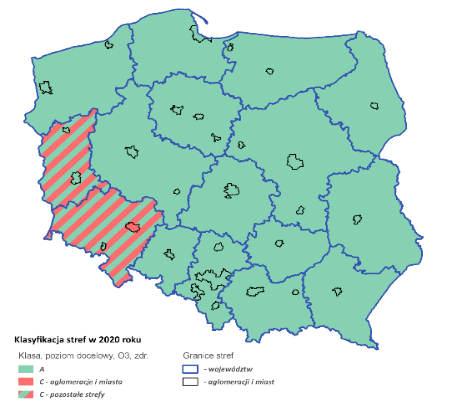 Klasyfikacja stref w 2020 roku
Klasa, poziom docelowy, O3, zdr.
A
C - aglomeracje i miasta
C - pozostałe strefy
Granice stref
- województw
- aglomeracji i miast